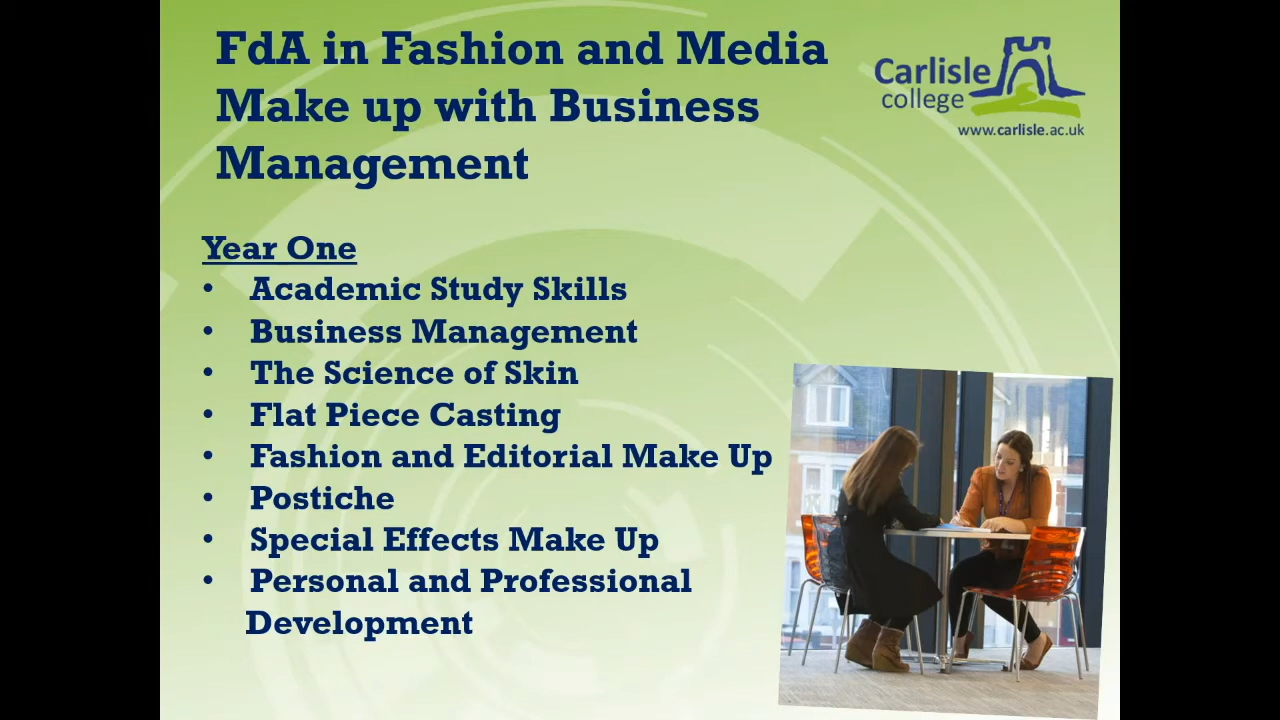 FdA in Fashion and Media
Make up with Business
Management
Carlisle
college
www.carlisle.ac.uk
Year One
• Academic Study Skills
• Business Management
• The Science of Skin
• Flat Piece Casting
• Fashion and Editorial Make Up
• Postiche
• Special Effects Make Up
• Personal and Professional
Development